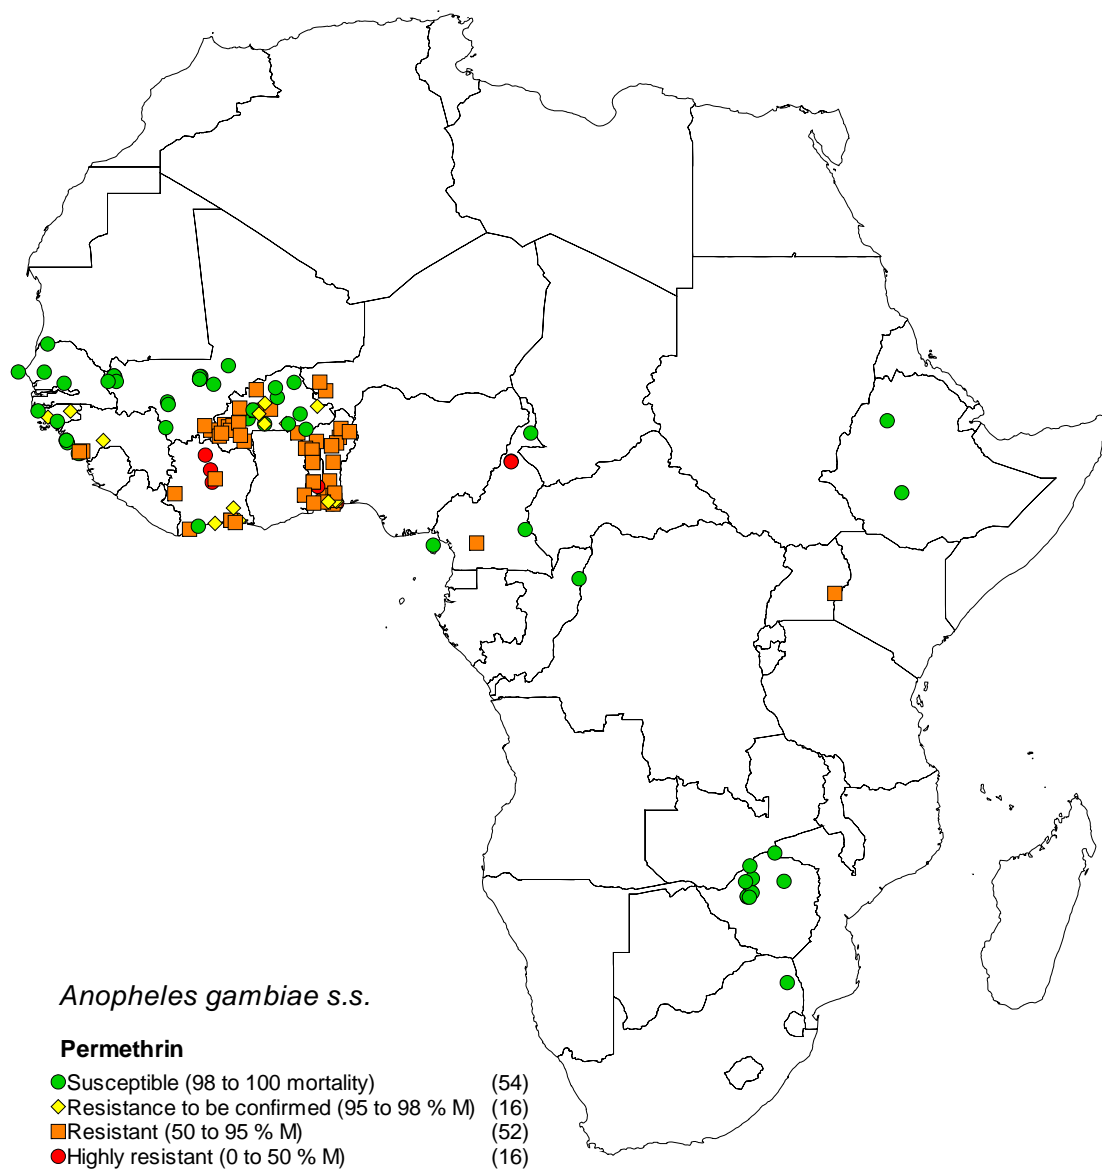 Anopheles gambiae s.s.
Permethrin
Susceptible (98 to 100 mortality) (54)
Resistance to be confirmed (95 to 98 % M) (16)
Resistant (50 to 95 % M) (52)
Highly resistant (0 to 50 % M) (16)